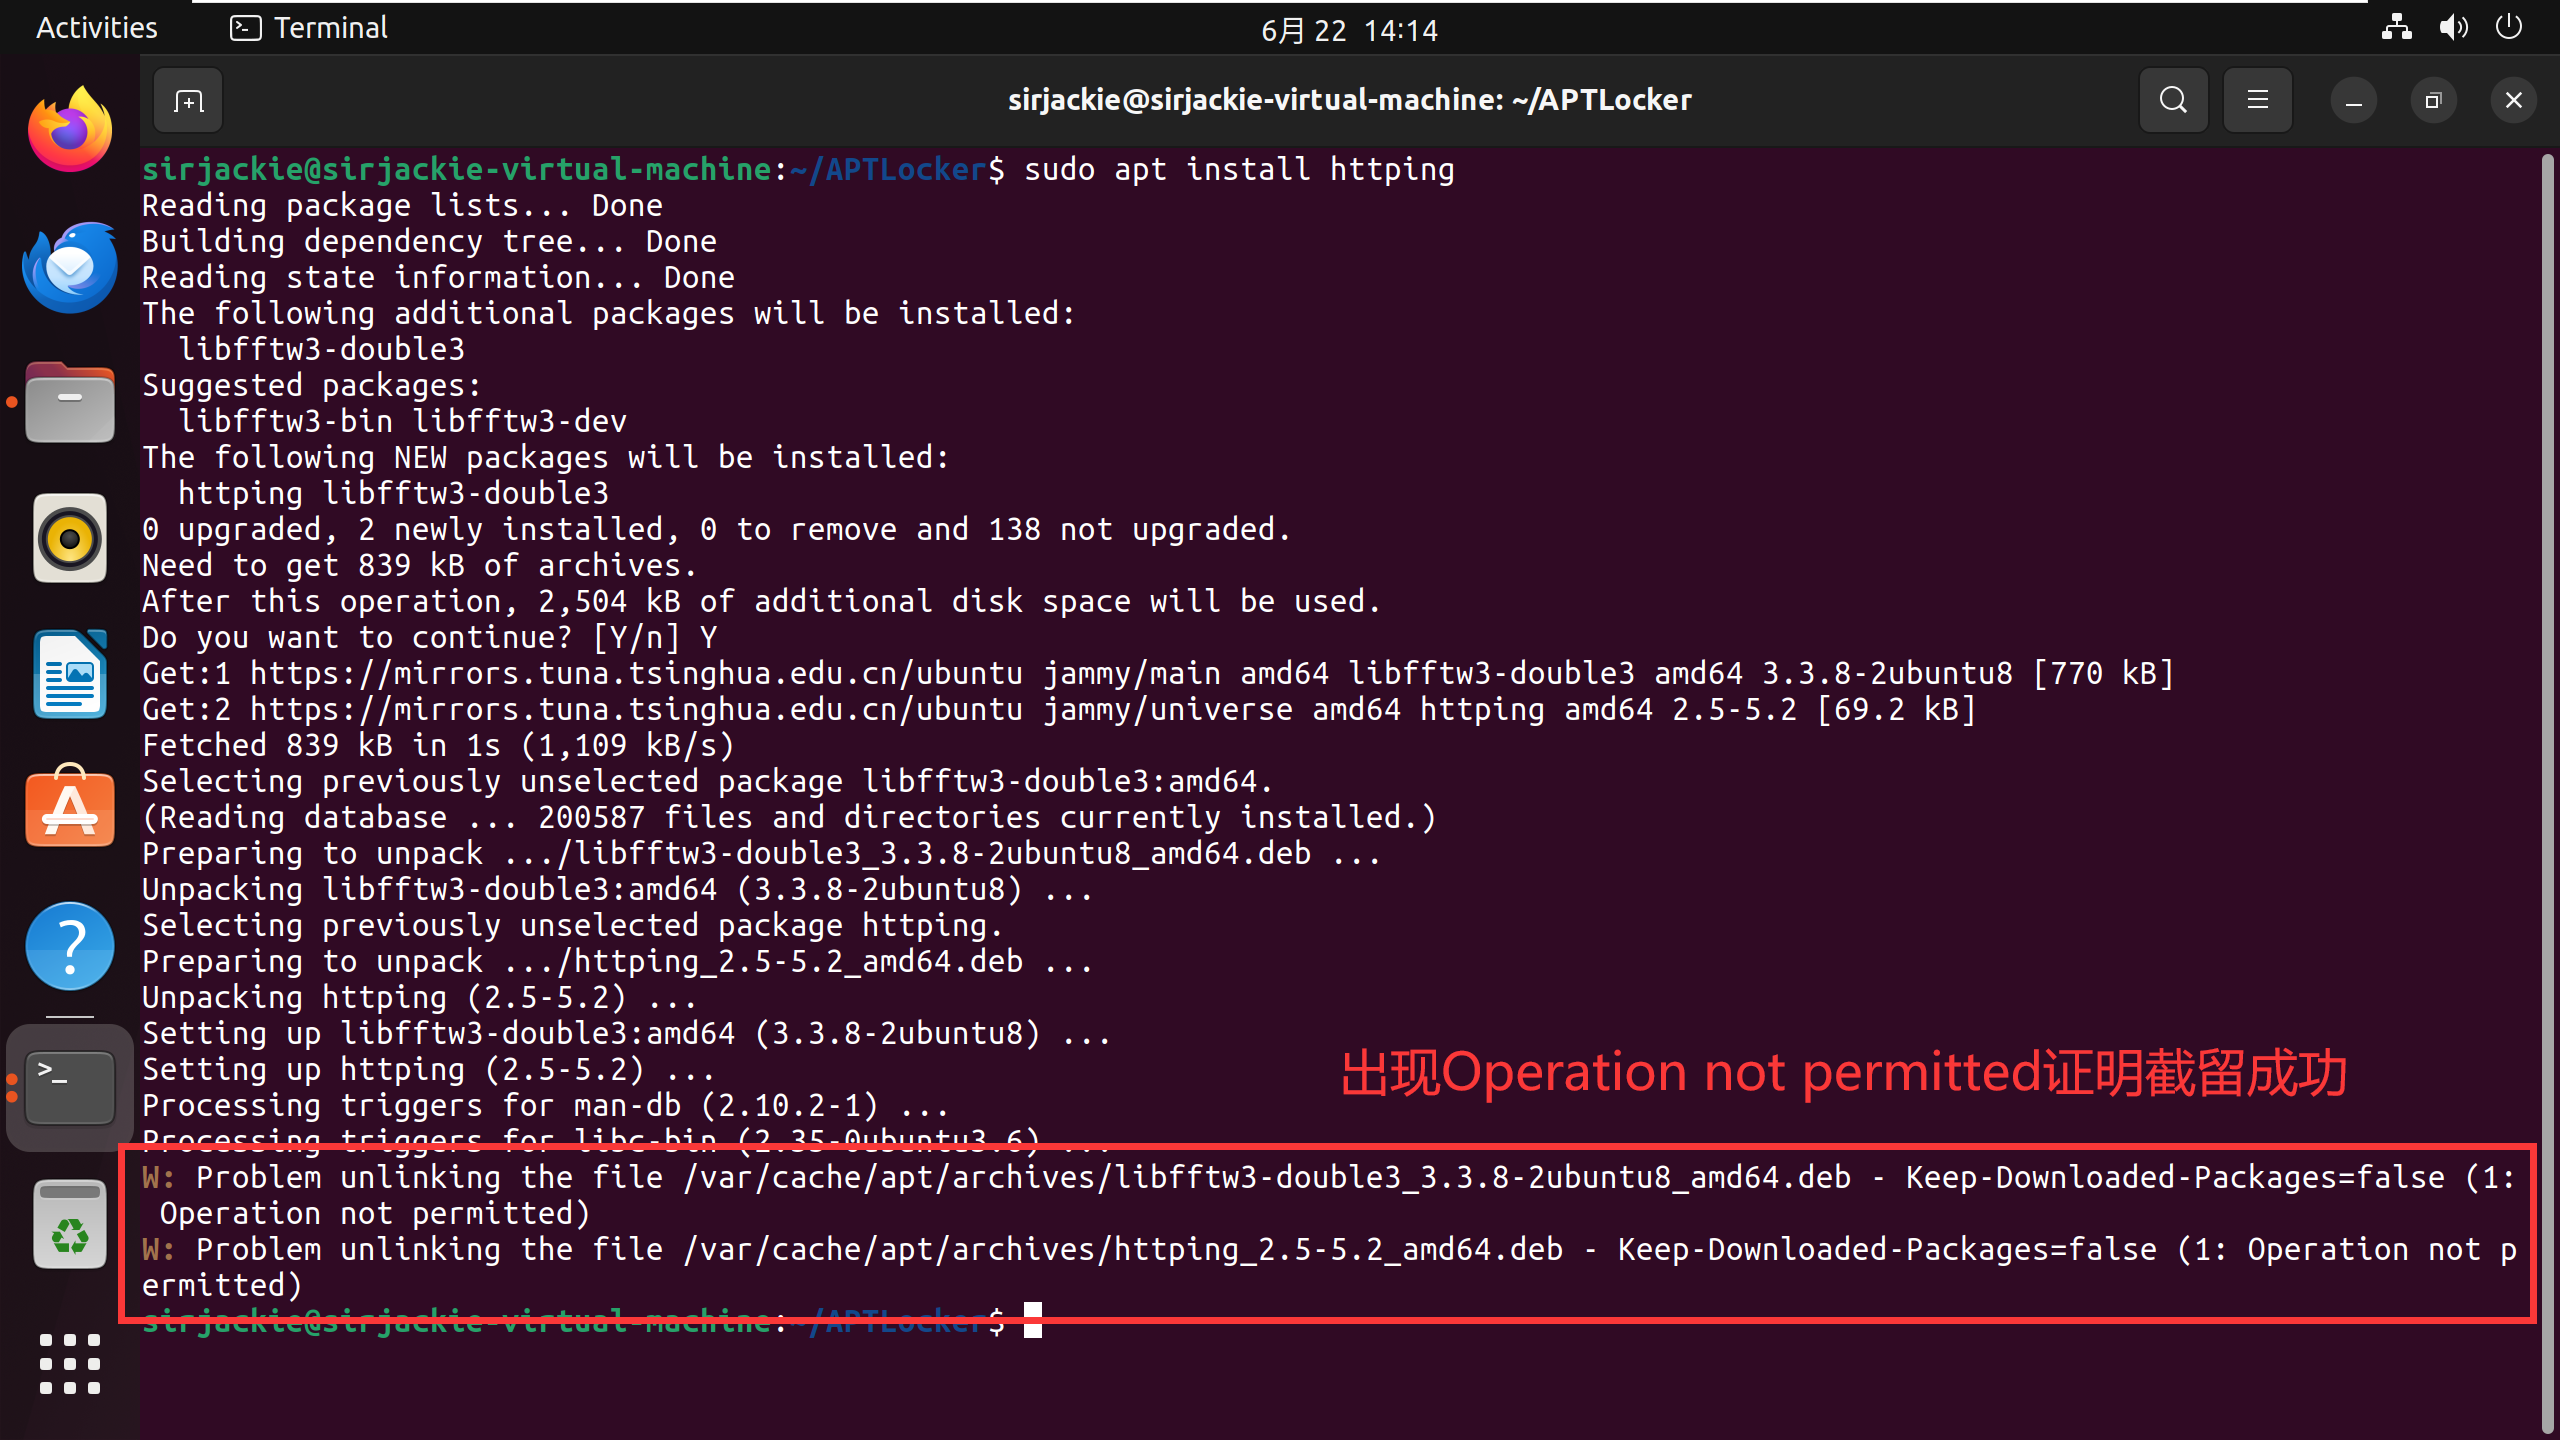 Activities
Terminal
6月 22 14:14
sirjackie@sirjackie-virtual-machine: ~/APTLocker
sirjackie@sirjackie-virtual-machine:~/APTLocker$ sudo apt install httping
Reading package lists... Done
Building dependency tree... Done
Reading state information... Done
The following additional packages will be installed:
  libfftw3-double3
Suggested packages:
  libfftw3-bin libfftw3-dev
The following NEW packages will be installed:
  httping libfftw3-double3
0 upgraded, 2 newly installed, 0 to remove and 138 not upgraded.
Need to get 839 kB of archives.
After this operation, 2,504 kB of additional disk space will be used.
Do you want to continue? [Y/n] Y
Get:1 https://mirrors.tuna.tsinghua.edu.cn/ubuntu jammy/main amd64 libfftw3-double3 amd64 3.3.8-2ubuntu8 [770 kB]
Get:2 https://mirrors.tuna.tsinghua.edu.cn/ubuntu jammy/universe amd64 httping amd64 2.5-5.2 [69.2 kB]
Fetched 839 kB in 1s (1,109 kB/s)
Selecting previously unselected package libfftw3-double3:amd64.
(Reading database ... 200587 files and directories currently installed.)
Preparing to unpack .../libfftw3-double3_3.3.8-2ubuntu8_amd64.deb ...
Unpacking libfftw3-double3:amd64 (3.3.8-2ubuntu8) ...
Selecting previously unselected package httping.
Preparing to unpack .../httping_2.5-5.2_amd64.deb ...
Unpacking httping (2.5-5.2) ...
Setting up libfftw3-double3:amd64 (3.3.8-2ubuntu8) ...
Setting up httping (2.5-5.2) ...
出现Operation not permitted证明截留成功
Processing triggers for man-db (2.10.2-1) ...
Processing triggers for libc-bin (2.35-0ubuntu3.6) ...
W: Problem unlinking the file /var/cache/apt/archives/libfftw3-double3_3.3.8-2ubuntu8_amd64.deb - Keep-Downloaded-Packages=false (1:
 Operation not permitted)
W: Problem unlinking the file /var/cache/apt/archives/httping_2.5-5.2_amd64.deb - Keep-Downloaded-Packages=false (1: Operation not p
ermitted)
sirjackie@sirjackie-virtual-machine:~/APTLocker$